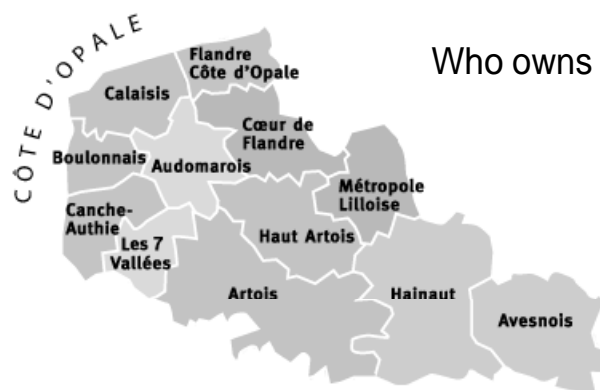 CÔTE D'OPALE
Who owns
Flandre
Côte d'Opale
Calaisis
Cœur de
Flandre
Boulonnais
Audomarois
Métropole
Lilloise
Canche-
Authie
Les 7
Vallées
Haut Artois
Artois
Hainaut
Avesnois